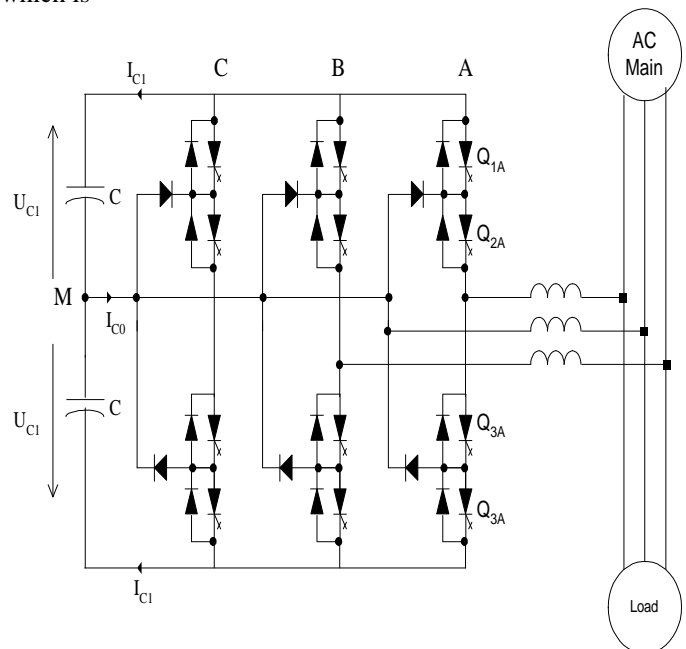 which is
AC
Main
I_C1 C B A
Q_1A
U_C1 C
Q_2A
M
I_C0
U_C1 C
Q_3A
Q_3A
I_C1
Load